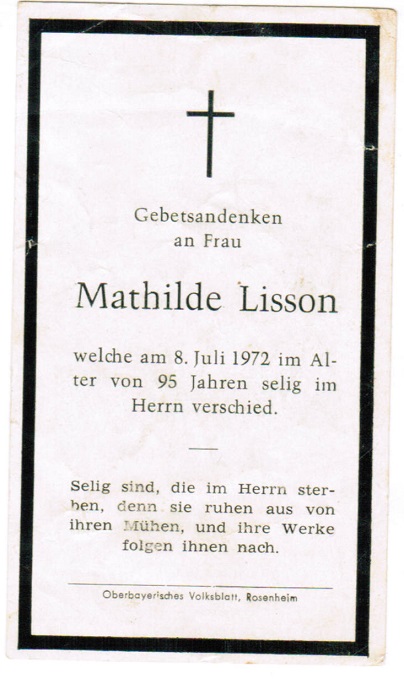 Gebetsandenken
an Frau
Mathilde Lisson
welche am 8. Juli 1972 im Al-
ter von 95 Jahren selig im
Herrn verschied.
Selig sind, die im Herrn ster-
ben, denn sie ruhen aus von
ihren Mühen, und ihre Werke
folgen ihnen nach.
Oberbayerisches Volksblatt, Rosenheim